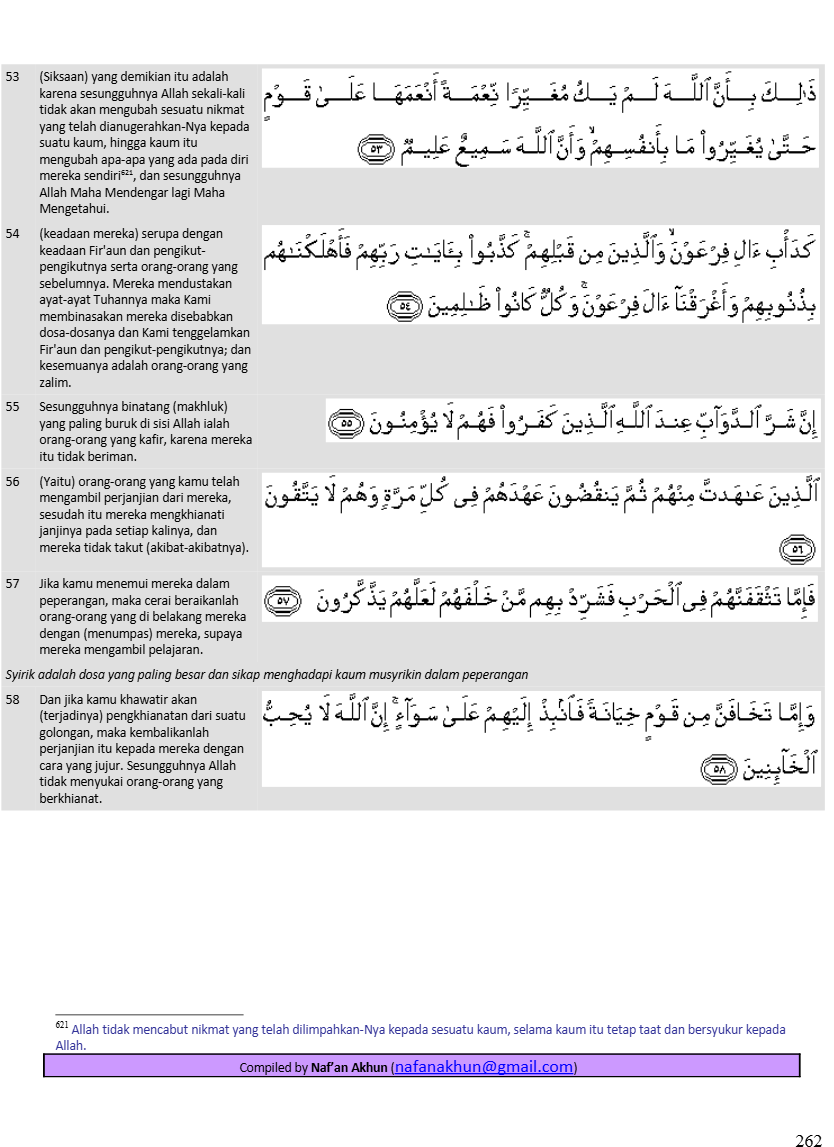 53 (Siksaan) yang demikian itu adalah
karena sesungguhnya Allah sekali-kali
tidak akan mengubah sesuatu nikmat
yang telah dianugerahkan-Nya kepada
suatu kaum, hingga kaum itu
mengubah apa-apa yang ada pada diri
mereka sendiri⁶²¹, dan sesungguhnya
Allah Maha Mendengar lagi Maha
Mengetahui.
ذَٰلِكَ بِأَنَّ ٱللَّهَ لَمْ يَكُ مُغَيِّرًا نِّعْمَةً أَنْعَمَهَا عَلَىٰ قَوْمٍ
حَتَّىٰ يُغَيِّرُوا۟ مَا بِأَنفُسِهِمْ ۙ وَأَنَّ ٱللَّهَ سَمِيعٌ عَلِيمٌ ﴿٥٣﴾
54 (keadaan mereka) serupa dengan
keadaan Fir'aun dan pengikut-
pengikutnya serta orang-orang yang
sebelumnya. Mereka mendustakan
ayat-ayat Tuhannya maka Kami
membinasakan mereka disebabkan
dosa-dosanya dan Kami tenggelamkan
Fir'aun dan pengikut-pengikutnya; dan
kesemuanya adalah orang-orang yang
zalim.
كَدَأْبِ ءَالِ فِرْعَوْنَ ۙ وَٱلَّذِينَ مِن قَبْلِهِمْ ۚ كَذَّبُوا۟ بِـَٔايَـٰتِ رَبِّهِمْ فَأَهْلَكْنَـٰهُم
بِذُنُوبِهِمْ وَأَغْرَقْنَآ ءَالَ فِرْعَوْنَ ۚ وَكُلٌّ كَانُوا۟ ظَـٰلِمِينَ ﴿٥٤﴾
55 Sesungguhnya binatang (makhluk)
yang paling buruk di sisi Allah ialah
orang-orang yang kafir, karena mereka
itu tidak beriman.
إِنَّ شَرَّ ٱلدَّوَآبِّ عِندَ ٱللَّهِ ٱلَّذِينَ كَفَرُوا۟ فَهُمْ لَا يُؤْمِنُونَ ﴿٥٥﴾
56 (Yaitu) orang-orang yang kamu telah
mengambil perjanjian dari mereka,
sesudah itu mereka mengkhianati
janjinya pada setiap kalinya, dan
mereka tidak takut (akibat-akibatnya).
ٱلَّذِينَ عَـٰهَدتَّ مِنْهُمْ ثُمَّ يَنقُضُونَ عَهْدَهُمْ فِى كُلِّ مَرَّةٍ وَهُمْ لَا يَتَّقُونَ
﴿٥٦﴾
57 Jika kamu menemui mereka dalam
peperangan, maka cerai beraikanlah
orang-orang yang di belakang mereka
dengan (menumpas) mereka, supaya
mereka mengambil pelajaran.
فَإِمَّا تَثْقَفَنَّهُمْ فِى ٱلْحَرْبِ فَشَرِّدْ بِهِم مَّنْ خَلْفَهُمْ لَعَلَّهُمْ يَذَّكَّرُونَ ﴿٥٧﴾
Syirik adalah dosa yang paling besar dan sikap menghadapi kaum musyrikin dalam peperangan
58 Dan jika kamu khawatir akan
(terjadinya) pengkhianatan dari suatu
golongan, maka kembalikanlah
perjanjian itu kepada mereka dengan
cara yang jujur. Sesungguhnya Allah
tidak menyukai orang-orang yang
berkhianat.
وَإِمَّا تَخَافَنَّ مِن قَوْمٍ خِيَانَةً فَٱنۢبِذْ إِلَيْهِمْ عَلَىٰ سَوَآءٍ ۚ إِنَّ ٱللَّهَ لَا يُحِبُّ
ٱلْخَآئِنِينَ ﴿٥٨﴾
⁶²¹ Allah tidak mencabut nikmat yang telah dilimpahkan-Nya kepada sesuatu kaum, selama kaum itu tetap taat dan bersyukur kepada
Allah.
Compiled by Naf'an Akhun (nafanakhun@gmail.com)
262